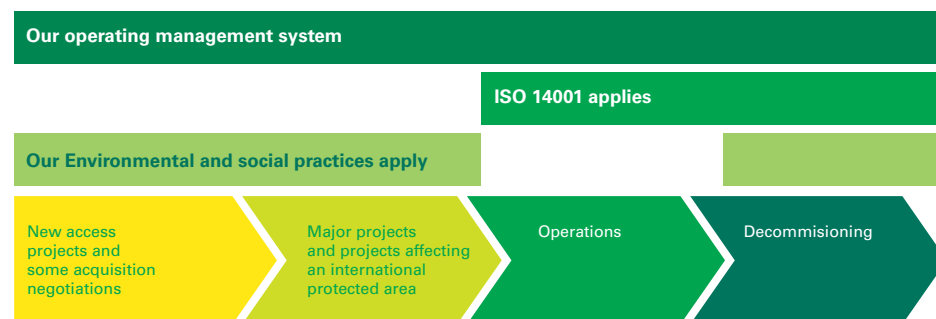 Our operating management system
ISO 14001 applies
Our Environmental and social practices apply
New access
projects and
some acquisition
negotiations
Major projects
and projects affecting
an international
protected area
Operations
Decommisioning